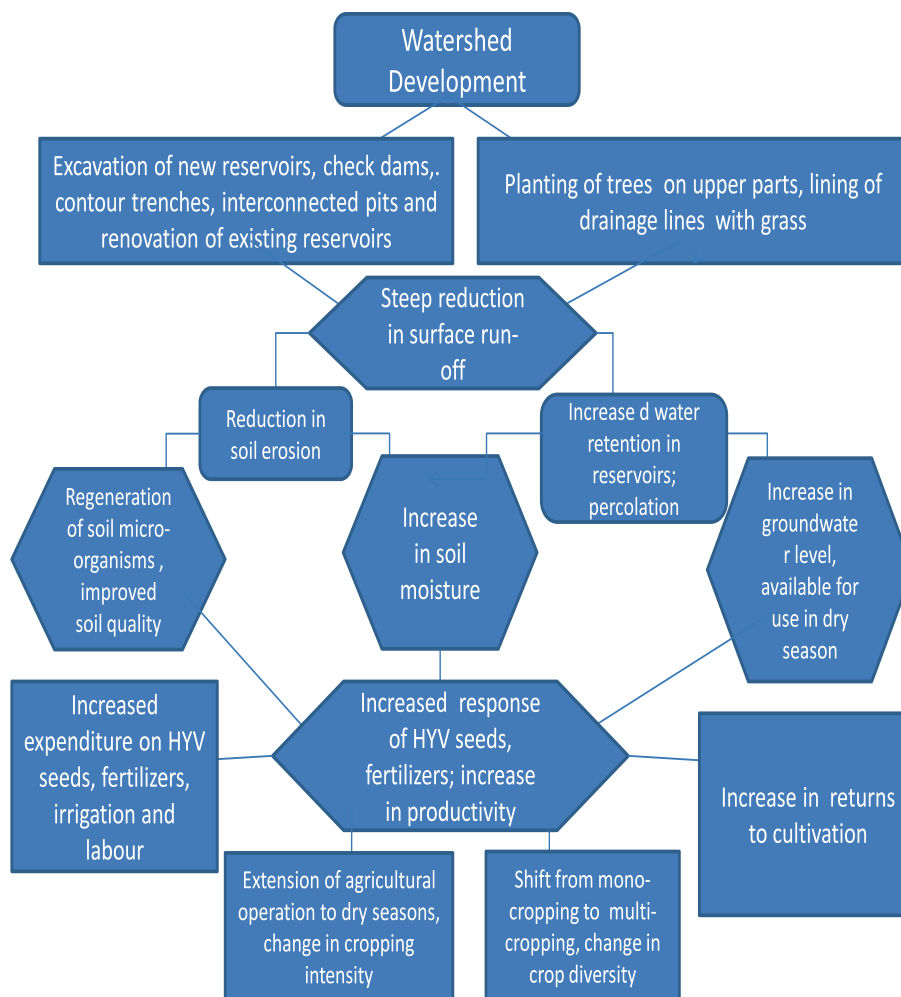 Watershed
Development
Excavation of new reservoirs, check dams,.
contour trenches, interconnected pits and
renovation of existing reservoirs
Planting of trees on upper parts, lining of
drainage lines with grass
Steep reduction
in surface run-
off
Reduction in
soil erosion
Increase d water
retention in
reservoirs;
percolation
Regeneration
of soil micro-
organisms ,
improved
soil quality
Increase
in soil
moisture
Increase in
groundwate
r level,
available for
use in dry
season
Increased
expenditure on HYV
seeds, fertilizers,
irrigation and
labour
Increased response
of HYV seeds,
fertilizers; increase
in productivity
Increase in returns
to cultivation
Extension of agricultural
operation to dry seasons,
change in cropping
intensity
Shift from mono-
cropping to multi-
cropping, change in
crop diversity